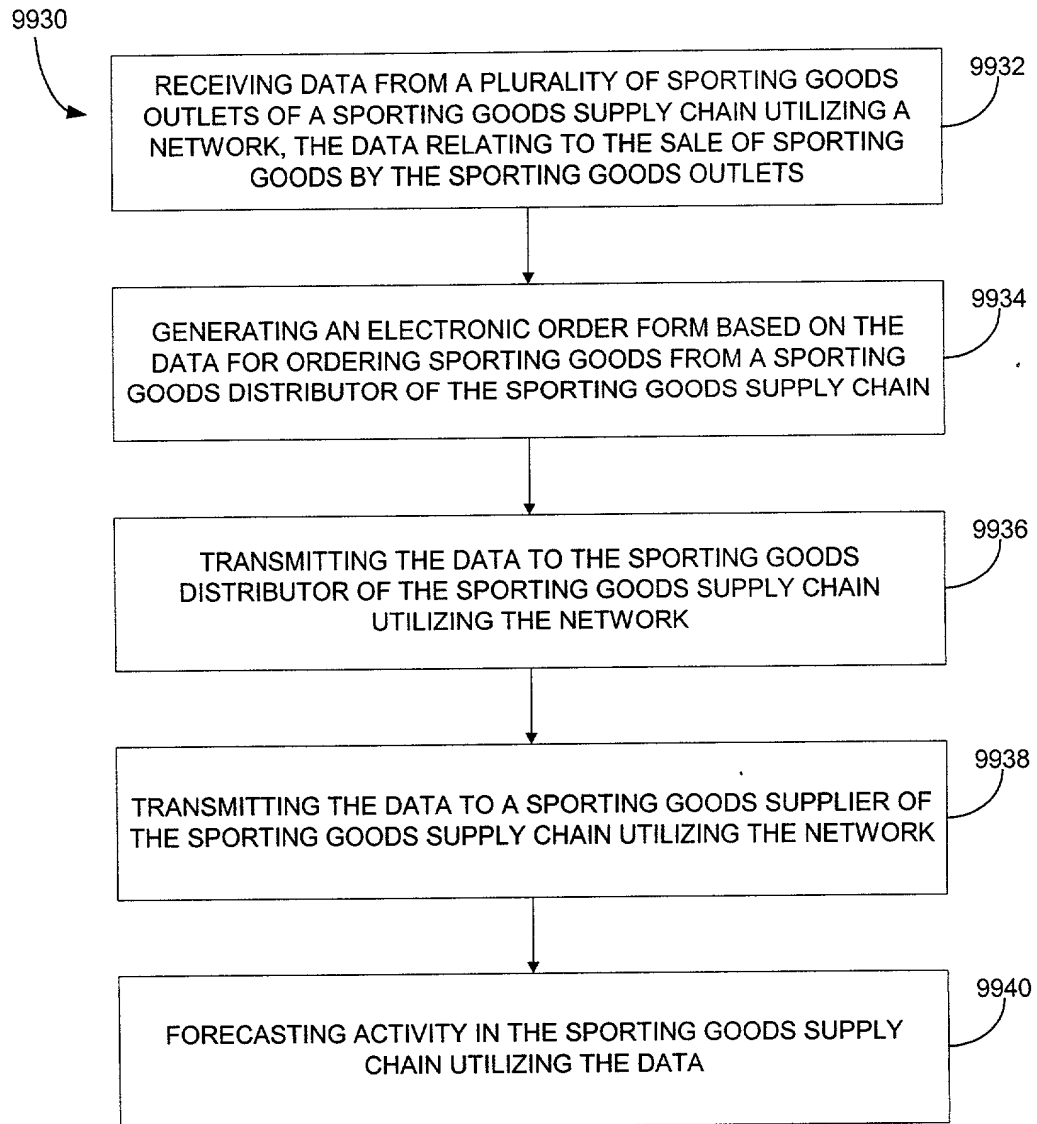 9930
9932
RECEIVING DATA FROM A PLURALITY OF SPORTING GOODS
OUTLETS OF A SPORTING GOODS SUPPLY CHAIN UTILIZING A
NETWORK, THE DATA RELATING TO THE SALE OF SPORTING
GOODS BY THE SPORTING GOODS OUTLETS
9934
GENERATING AN ELECTRONIC ORDER FORM BASED ON THE
DATA FOR ORDERING SPORTING GOODS FROM A SPORTING
GOODS DISTRIBUTOR OF THE SPORTING GOODS SUPPLY CHAIN
9936
TRANSMITTING THE DATA TO THE SPORTING GOODS
DISTRIBUTOR OF THE SPORTING GOODS SUPPLY CHAIN
UTILIZING THE NETWORK
9938
TRANSMITTING THE DATA TO A SPORTING GOODS SUPPLIER OF
THE SPORTING GOODS SUPPLY CHAIN UTILIZING THE NETWORK
9940
FORECASTING ACTIVITY IN THE SPORTING GOODS SUPPLY
CHAIN UTILIZING THE DATA